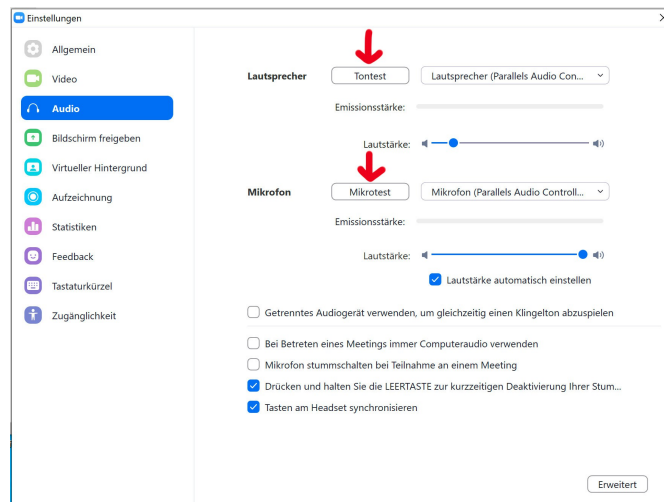 Einstellungen
Allgemein
Video
Audio
Bildschirm freigeben
Virtueller Hintergrund
Aufzeichnung
Statistiken
Feedback
Tastaturkürzel
Zugänglichkeit
Lautsprecher Tontest Lautsprecher (Parallels Audio Con...
Emissionsstärke:
Lautstärke:
Mikrofon Mikrotest Mikrofon (Parallels Audio Controll...
Emissionsstärke:
Lautstärke:
Lautstärke automatisch einstellen
Getrenntes Audiogerät verwenden, um gleichzeitig einen Klingelton abzuspielen
Bei Betreten eines Meetings immer Computeraudio verwenden
Mikrofon stummschalten bei Teilnahme an einem Meeting
Drücken und halten Sie die LEERTASTE zur kurzzeitigen Deaktivierung Ihrer Stum...
Tasten am Headset synchronisieren
Erweitert